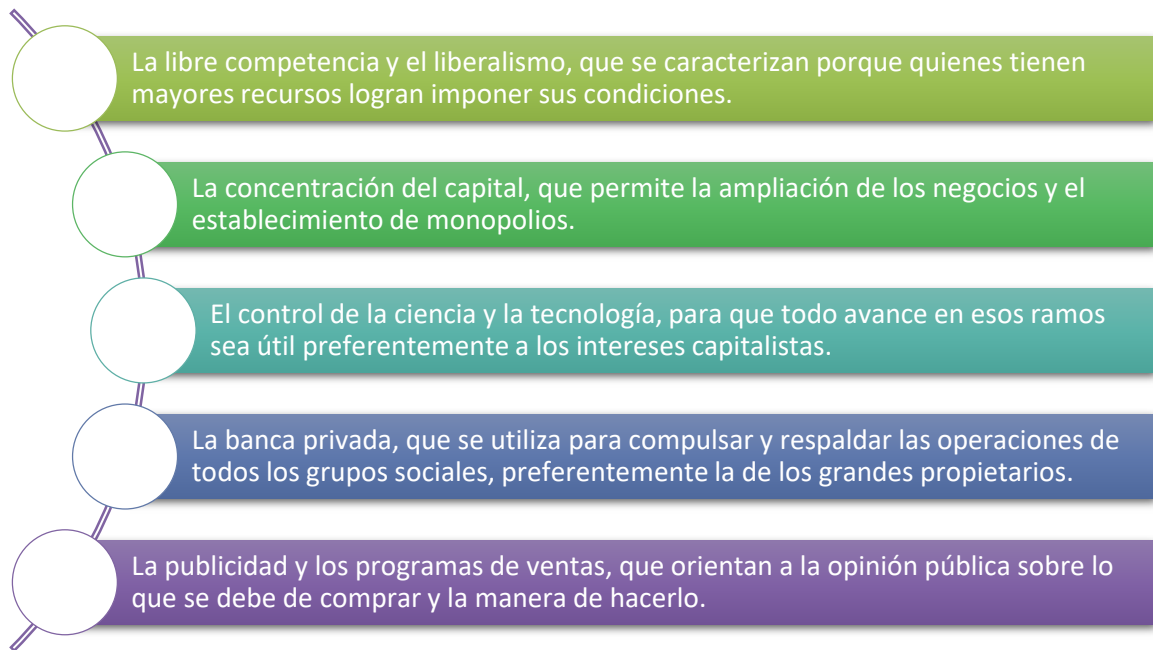 La libre competencia y el liberalismo, que se caracterizan porque quienes tienen
mayores recursos logran imponer sus condiciones.
La concentración del capital, que permite la ampliación de los negocios y el
establecimiento de monopolios.
El control de la ciencia y la tecnología, para que todo avance en esos ramos
sea útil preferentemente a los intereses capitalistas.
La banca privada, que se utiliza para compulsar y respaldar las operaciones de
todos los grupos sociales, preferentemente la de los grandes propietarios.
La publicidad y los programas de ventas, que orientan a la opinión pública sobre lo
que se debe de comprar y la manera de hacerlo.